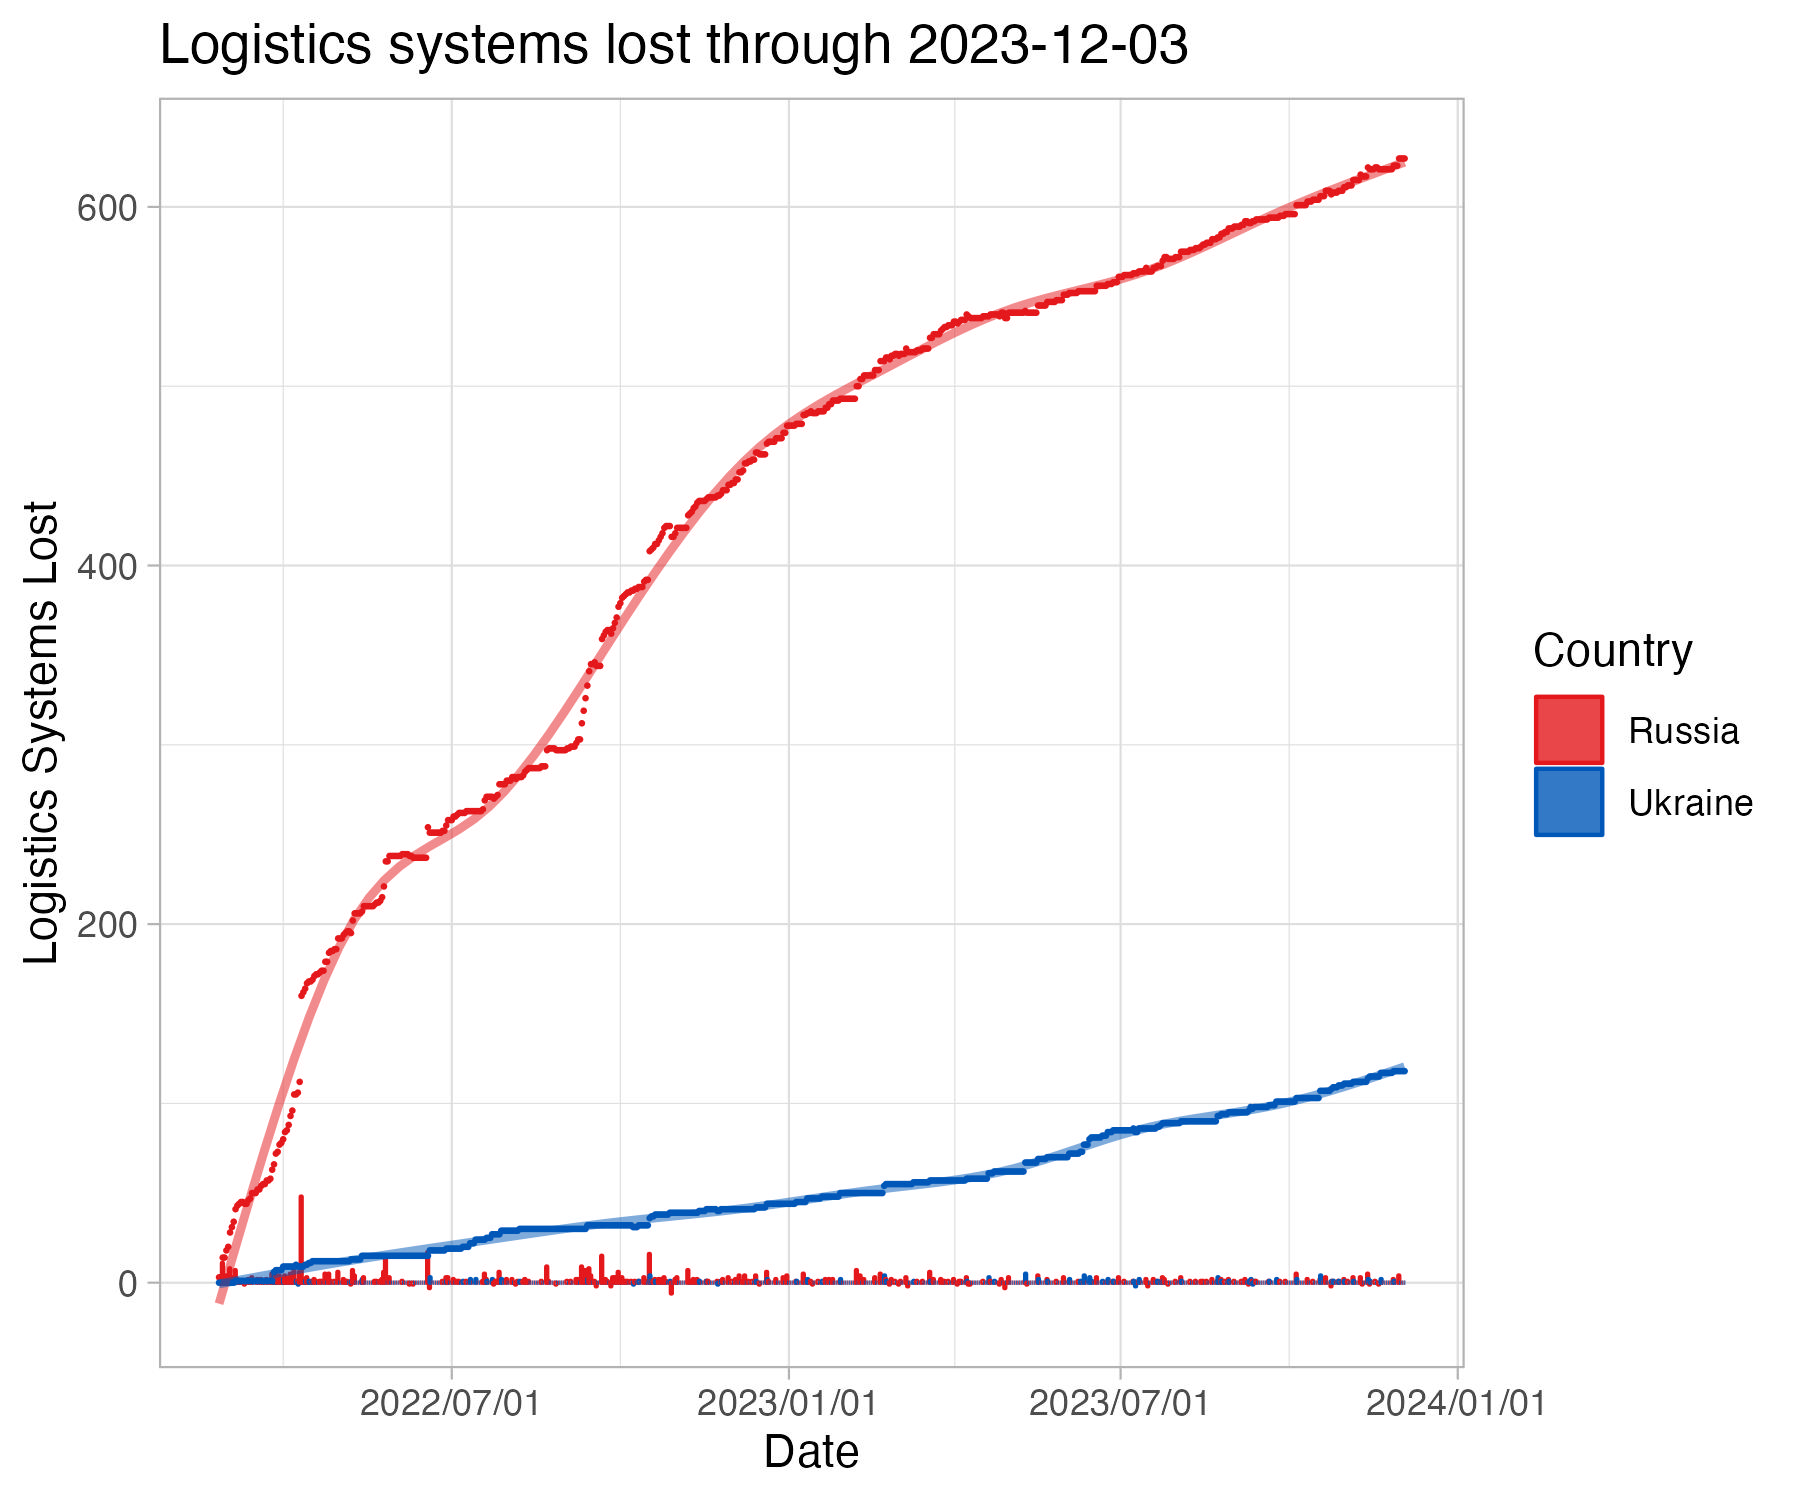 Logistics systems lost through 2023-12-03
Logistics Systems Lost
600
400
200
0
2022/07/01
2023/01/01
2023/07/01
2024/01/01
Date
Country
Russia
Ukraine